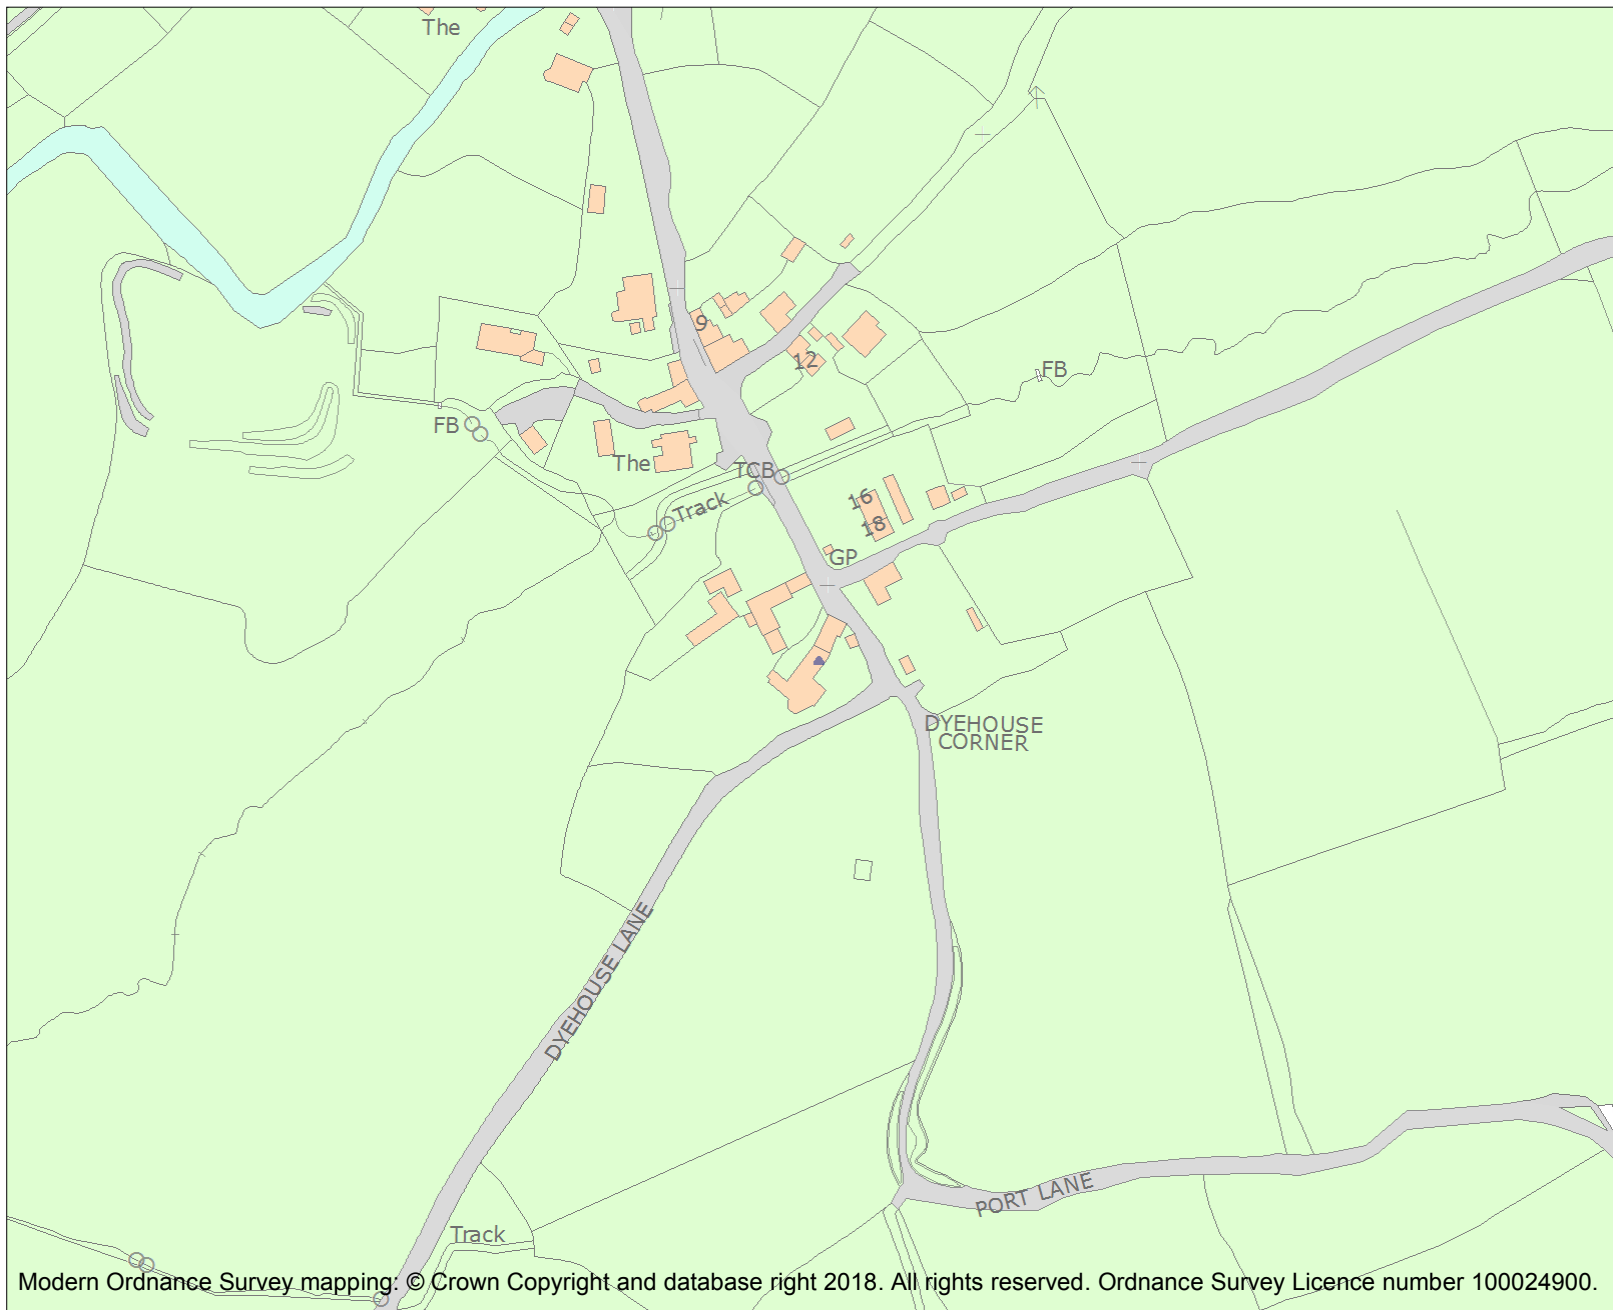 The
9
12
FB
FB
The
TCB
Track
16
18
GP
DYEHOUSE
CORNER
DYEHOUSE LANE
PORT LANE
Track
Modern Ordnance Survey mapping: © Crown Copyright and database right 2018. All rights reserved. Ordnance Survey Licence number 100024900.